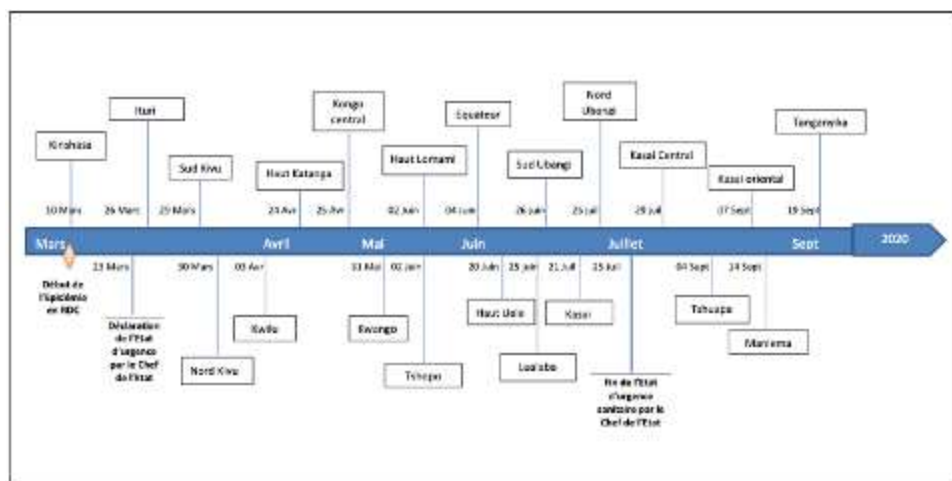 Ituri
Kongo
central
Equateur
Nord
Ubangi
Tanganyika
Kinshasa
Sud Kivu
Haut Katanga
Haut Lomami
Sud Ubangi
Kasai Central
Kasai oriental
10 Mars
26 Mars
29 Mars
24 Avr
25 Avr
02 Juin
04 Juin
26 juin
25 juil
29 juil
07 Sept
19 Sept
Mars
Avril
Mai
Juin
Juillet
Sept
2020
23 Mars
30 Mars
03 Avr
02 Juin
20 Juin
25 juin
21 Juil
25 Juil
04 Sept
14 Sept
Début de
l'Epidémie
en RDC
Déclaration
de l'Etat
d'urgence
par le Chef
de l'Etat
Nord Kivu
Kwilu
Kwango
Tshopo
Haut Uele
Lualaba
Kasai
Fin de l'Etat
d'urgence
sanitaire par le
Chef de l'Etat
Tshuapa
Maniema